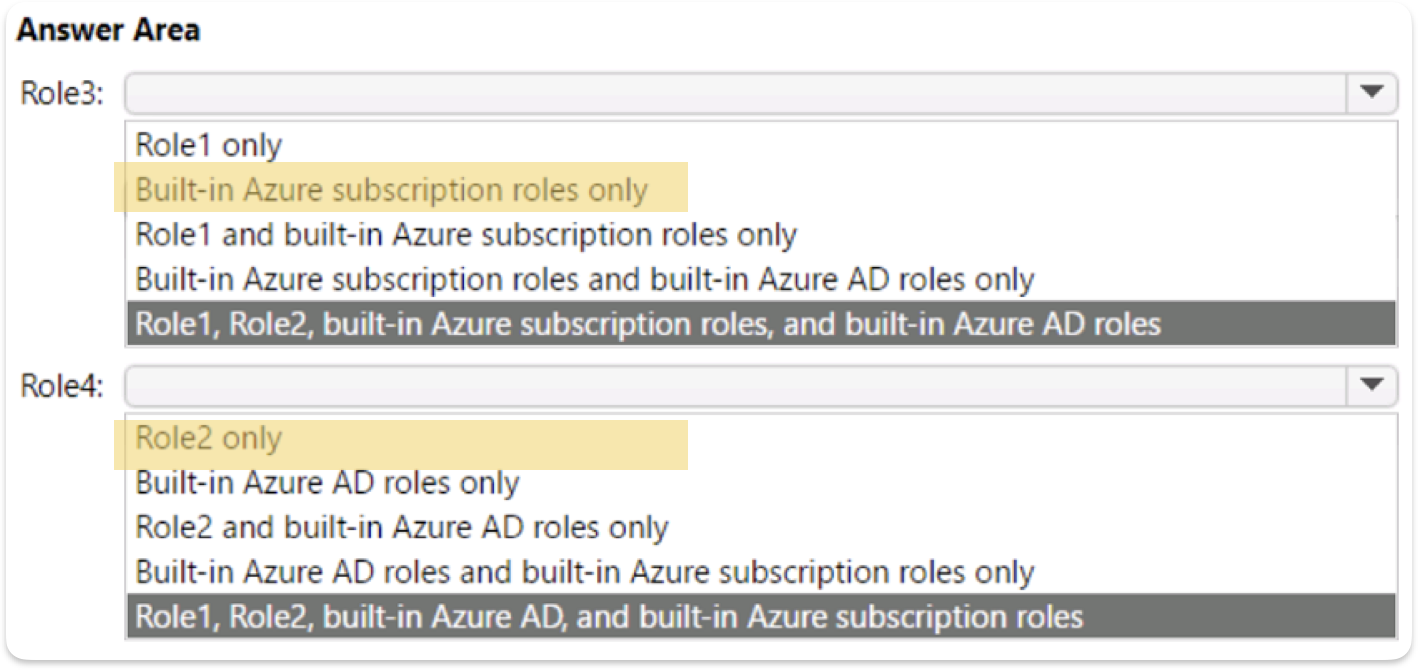 Answer Area
Role3:
Role1 only
Built-in Azure subscription roles only
Role1 and built-in Azure subscription roles only
Built-in Azure subscription roles and built-in Azure AD roles only
Role1, Role2, built-in Azure subscription roles, and built-in Azure AD roles
Role4:
Role2 only
Built-in Azure AD roles only
Role2 and built-in Azure AD roles only
Built-in Azure AD roles and built-in Azure subscription roles only
Role1, Role2, built-in Azure AD, and built-in Azure subscription roles